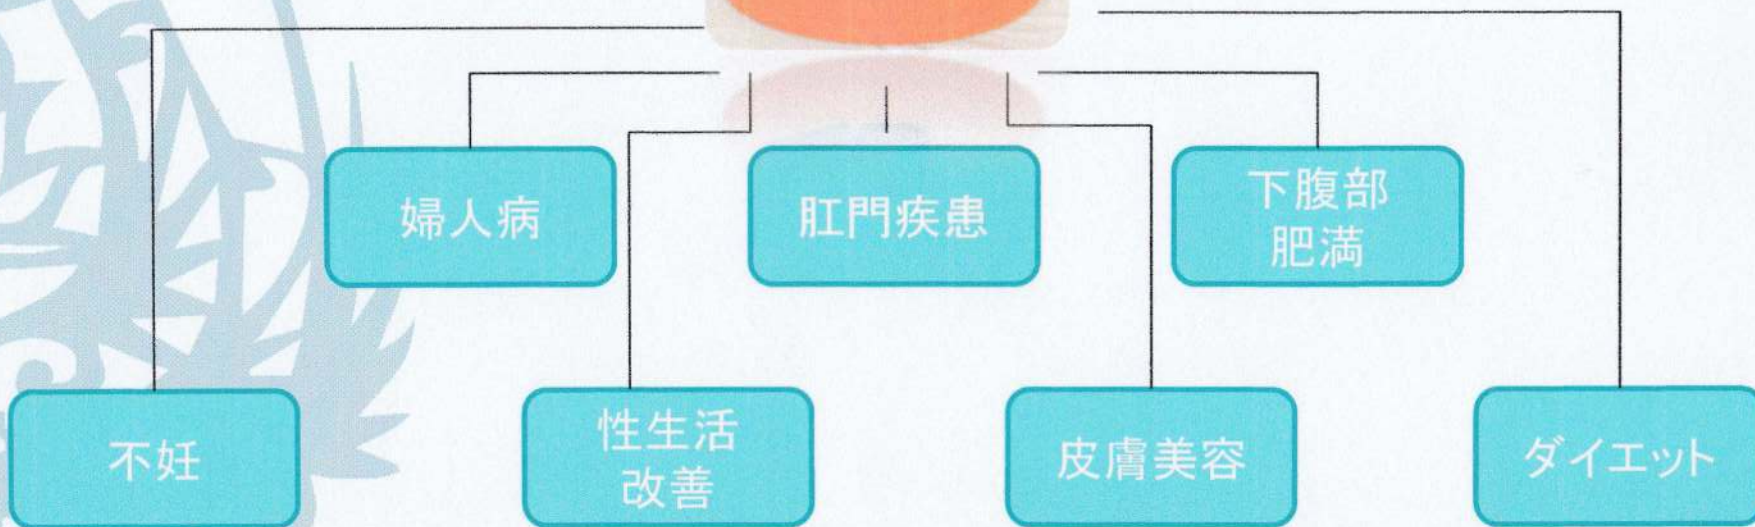 婦人病
肛門疾患
下腹部
肥満
不妊
性生活
改善
皮膚美容
ダイエット